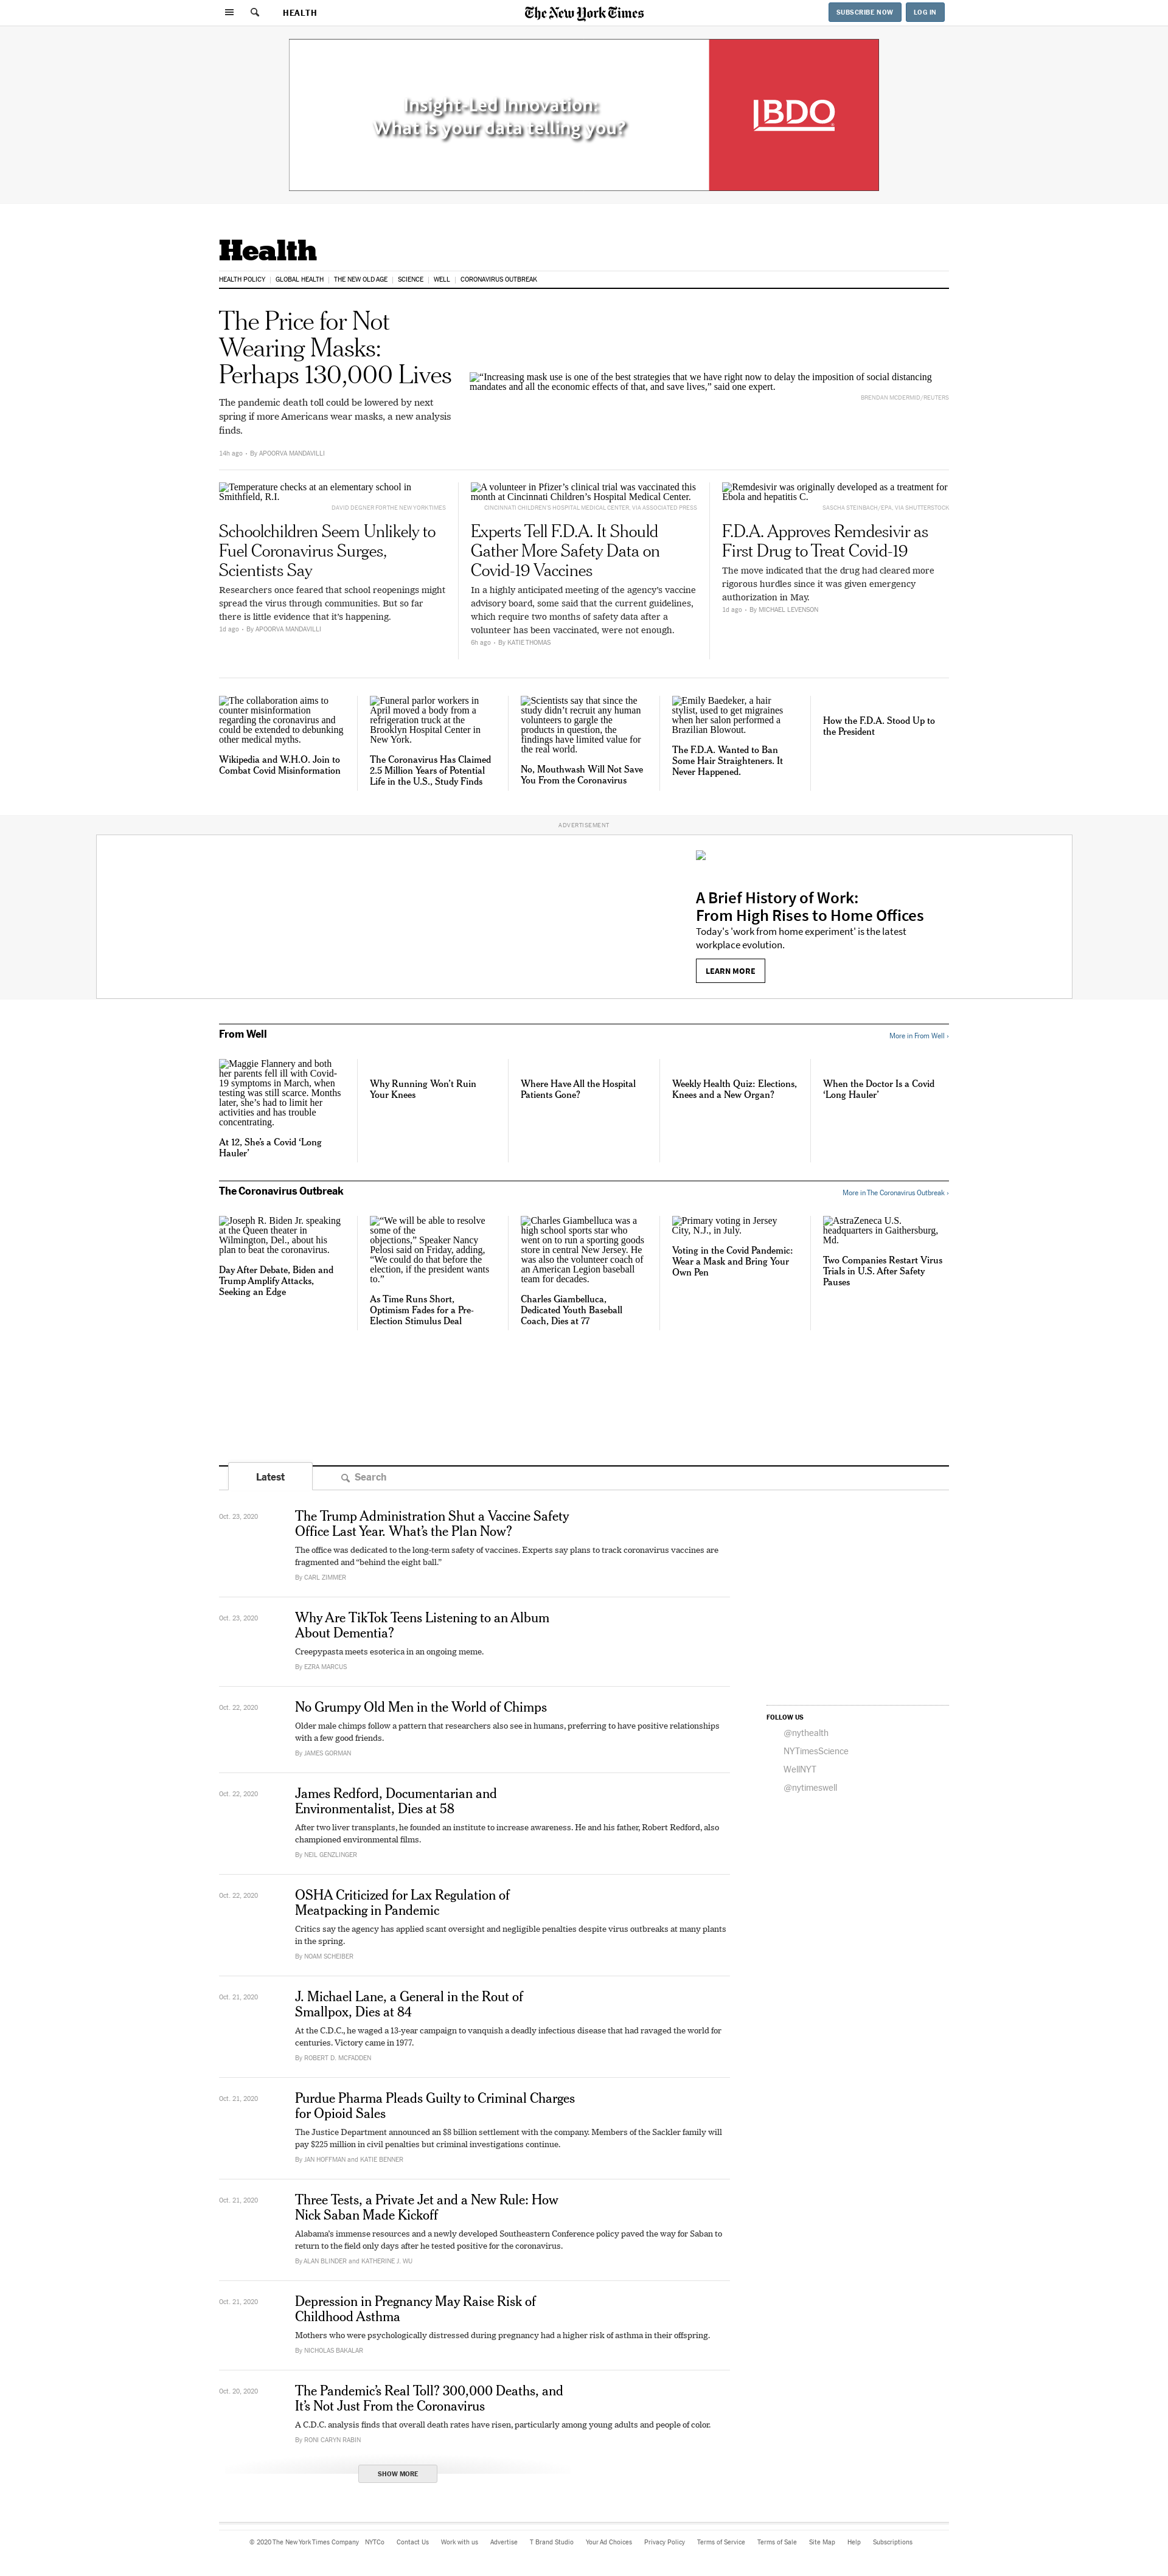 HEALTH
The New York Times
SUBSCRIBE NOW
LOG IN
Insight-Led Innovation:
What is your data telling you?
BDO
Health
HEALTH POLICY
GLOBAL HEALTH
THE NEW OLD AGE
SCIENCE
WELL
CORONAVIRUS OUTBREAK
The Price for Not
Wearing Masks:
Perhaps 130,000 Lives
The pandemic death toll could be lowered by next
spring if more Americans wear masks, a new analysis
finds.
14h ago - By APOORVA MANDAVILLI
“Increasing mask use is one of the best strategies that we have right now to delay the imposition of social distancing
mandates and all the economic effects of that, and save lives,” said one expert.
BRENDAN MCDERMID/REUTERS
Temperature checks at an elementary school in
Smithfield, R.I.
DAVID DEGNER FOR THE NEW YORK TIMES
Schoolchildren Seem Unlikely to
Fuel Coronavirus Surges,
Scientists Say
Researchers once feared that school reopenings might
spread the virus through communities. But so far
there is little evidence that it’s happening.
1d ago - By APOORVA MANDAVILLI
A volunteer in Pfizer’s clinical trial was vaccinated this
month at Cincinnati Children’s Hospital Medical Center.
CINCINNATI CHILDREN'S HOSPITAL MEDICAL CENTER, VIA ASSOCIATED PRESS
Experts Tell F.D.A. It Should
Gather More Safety Data on
Covid-19 Vaccines
In a highly anticipated meeting of the agency’s vaccine
advisory board, some said that the current guidelines,
which require two months of safety data after a
volunteer has been vaccinated, were not enough.
6h ago - By KATIE THOMAS
Remdesivir was originally developed as a treatment for
Ebola and hepatitis C.
SASCHA STEINBACH/EPA, VIA SHUTTERSTOCK
F.D.A. Approves Remdesivir as
First Drug to Treat Covid-19
The move indicated that the drug had cleared more
rigorous hurdles since it was given emergency
authorization in May.
1d ago - By MICHAEL LEVENSON
The collaboration aims to
counter misinformation
regarding the coronavirus and
could be extended to debunking
other medical myths.
Wikipedia and W.H.O. Join to
Combat Covid Misinformation
Funeral parlor workers in
April moved a body from a
refrigeration truck at the
Brooklyn Hospital Center in
New York.
The Coronavirus Has Claimed
2.5 Million Years of Potential
Life in the U.S., Study Finds
Scientists say that since the
study didn’t recruit any human
volunteers to gargle the
products in question, the
findings have limited value for
the real world.
No, Mouthwash Will Not Save
You From the Coronavirus
Emily Baedeker, a hair
stylist, used to get migraines
when her salon performed a
Brazilian Blowout.
The F.D.A. Wanted to Ban
Some Hair Straighteners. It
Never Happened.
How the F.D.A. Stood Up to
the President
ADVERTISEMENT
A Brief History of Work:
From High Rises to Home Offices
Today's 'work from home experiment' is the latest
workplace evolution.
LEARN MORE
From Well
More in From Well ›
Maggie Flannery and both
her parents fell ill with Covid-
19 symptoms in March, when
testing was still scarce. Months
later, she’s had to limit her
activities and has trouble
concentrating.
At 12, She’s a Covid ‘Long
Hauler’
Why Running Won’t Ruin
Your Knees
Where Have All the Hospital
Patients Gone?
Weekly Health Quiz: Elections,
Knees and a New Organ?
When the Doctor Is a Covid
‘Long Hauler’
The Coronavirus Outbreak
More in The Coronavirus Outbreak ›
Joseph R. Biden Jr. speaking
at the Queen theater in
Wilmington, Del., about his
plan to beat the coronavirus.
Day After Debate, Biden and
Trump Amplify Attacks,
Seeking an Edge
“We will be able to resolve
some of the
objections,” Speaker Nancy
Pelosi said on Friday, adding,
“We could do that before the
election, if the president wants
to.”
As Time Runs Short,
Optimism Fades for a Pre-
Election Stimulus Deal
Charles Giambelluca was a
high school sports star who
went on to run a sporting goods
store in central New Jersey. He
was also the volunteer coach of
an American Legion baseball
team for decades.
Charles Giambelluca,
Dedicated Youth Baseball
Coach, Dies at 77
Primary voting in Jersey
City, N.J., in July.
Voting in the Covid Pandemic:
Wear a Mask and Bring Your
Own Pen
AstraZeneca U.S.
headquarters in Gaithersburg,
Md.
Two Companies Restart Virus
Trials in U.S. After Safety
Pauses
Latest
Search
Oct. 23, 2020
The Trump Administration Shut a Vaccine Safety
Office Last Year. What’s the Plan Now?
The office was dedicated to the long-term safety of vaccines. Experts say plans to track coronavirus vaccines are
fragmented and “behind the eight ball.”
By CARL ZIMMER
Oct. 23, 2020
Why Are TikTok Teens Listening to an Album
About Dementia?
Creepypasta meets esoterica in an ongoing meme.
By EZRA MARCUS
Oct. 22, 2020
No Grumpy Old Men in the World of Chimps
Older male chimps follow a pattern that researchers also see in humans, preferring to have positive relationships
with a few good friends.
By JAMES GORMAN
Oct. 22, 2020
James Redford, Documentarian and
Environmentalist, Dies at 58
After two liver transplants, he founded an institute to increase awareness. He and his father, Robert Redford, also
championed environmental films.
By NEIL GENZLINGER
Oct. 22, 2020
OSHA Criticized for Lax Regulation of
Meatpacking in Pandemic
Critics say the agency has applied scant oversight and negligible penalties despite virus outbreaks at many plants
in the spring.
By NOAM SCHEIBER
Oct. 21, 2020
J. Michael Lane, a General in the Rout of
Smallpox, Dies at 84
At the C.D.C., he waged a 13-year campaign to vanquish a deadly infectious disease that had ravaged the world for
centuries. Victory came in 1977.
By ROBERT D. MCFADDEN
Oct. 21, 2020
Purdue Pharma Pleads Guilty to Criminal Charges
for Opioid Sales
The Justice Department announced an $8 billion settlement with the company. Members of the Sackler family will
pay $225 million in civil penalties but criminal investigations continue.
By JAN HOFFMAN and KATIE BENNER
Oct. 21, 2020
Three Tests, a Private Jet and a New Rule: How
Nick Saban Made Kickoff
Alabama’s immense resources and a newly developed Southeastern Conference policy paved the way for Saban to
return to the field only days after he tested positive for the coronavirus.
By ALAN BLINDER and KATHERINE J. WU
Oct. 21, 2020
Depression in Pregnancy May Raise Risk of
Childhood Asthma
Mothers who were psychologically distressed during pregnancy had a higher risk of asthma in their offspring.
By NICHOLAS BAKALAR
Oct. 20, 2020
The Pandemic’s Real Toll? 300,000 Deaths, and
It’s Not Just From the Coronavirus
A C.D.C. analysis finds that overall death rates have risen, particularly among young adults and people of color.
By RONI CARYN RABIN
SHOW MORE
FOLLOW US
@nythealth
NYTimesScience
WellNYT
@nytimeswell
© 2020 The New York Times Company
NYTCo
Contact Us
Work with us
Advertise
T Brand Studio
Your Ad Choices
Privacy Policy
Terms of Service
Terms of Sale
Site Map
Help
Subscriptions